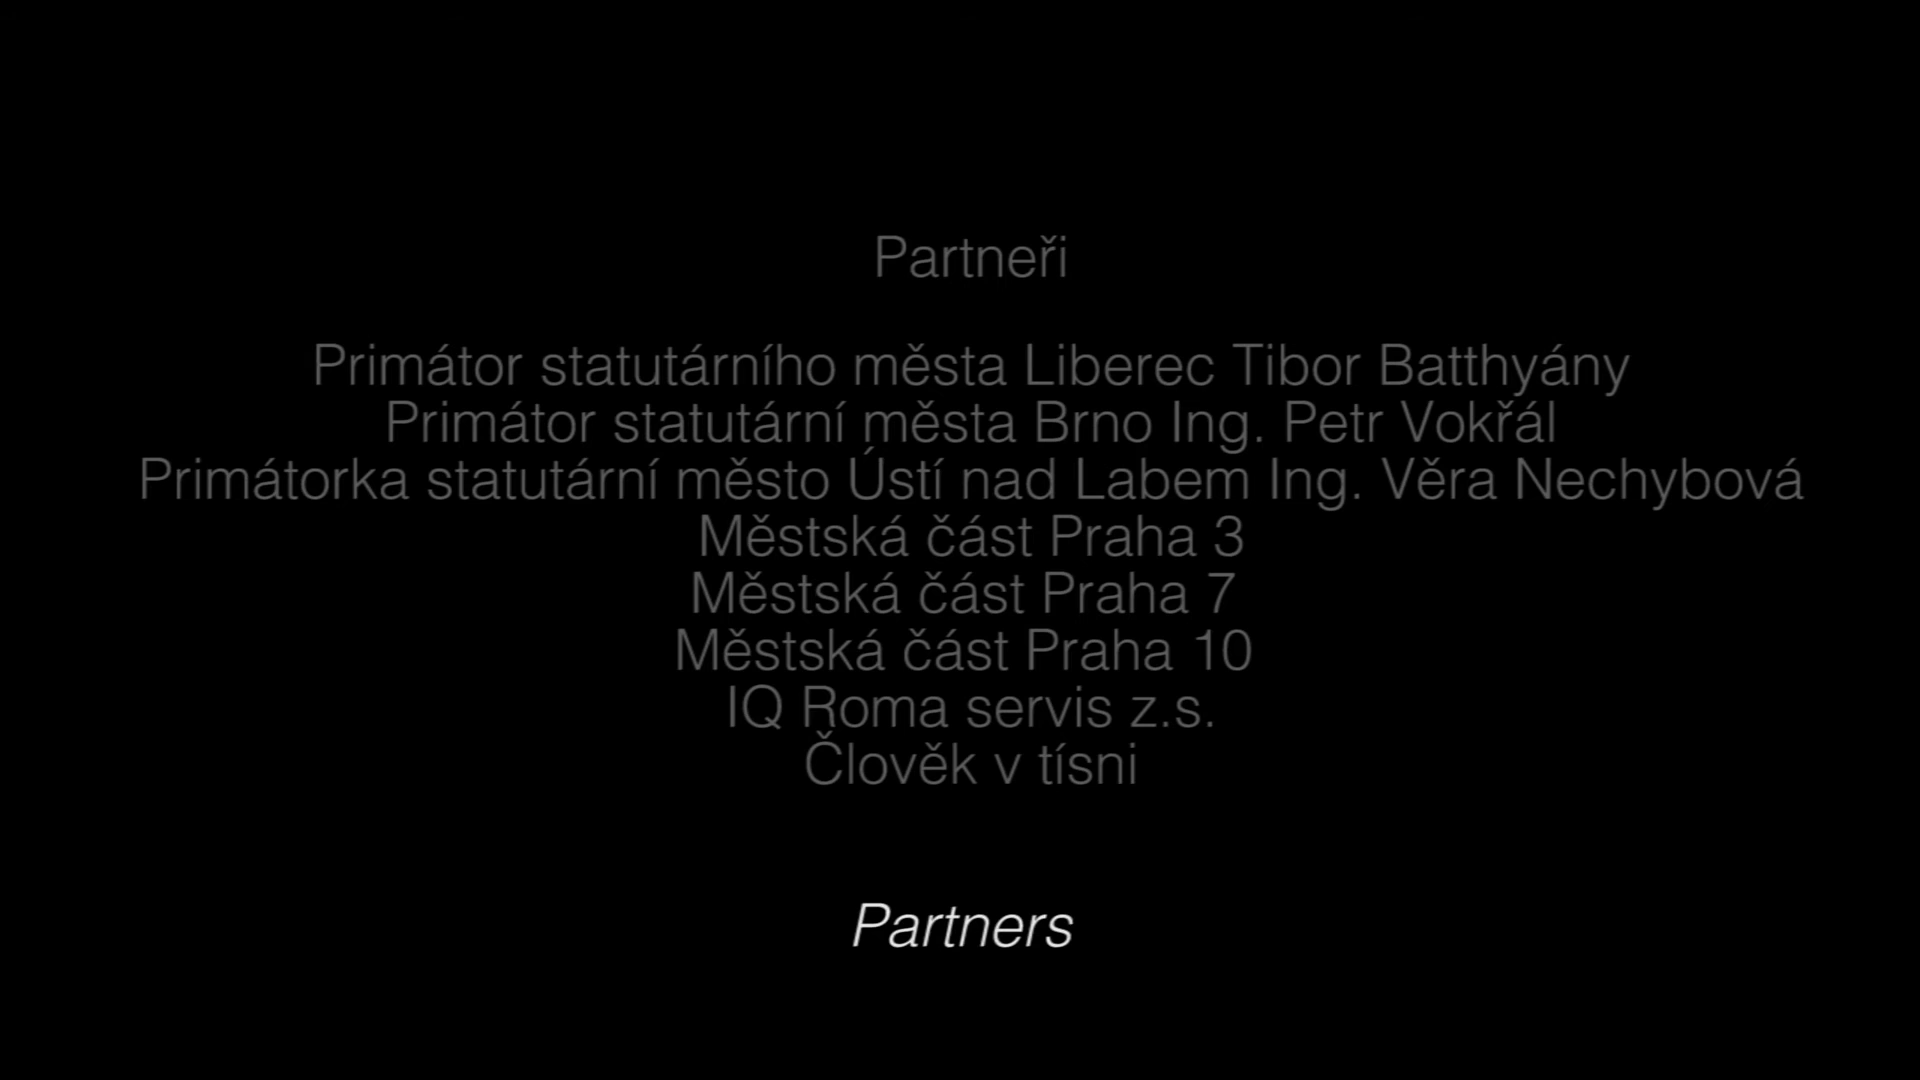 Partneři
Primátor statutárního města Liberec Tibor Batthyány
Primátor statutární města Brno Ing. Petr Vokřál
Primátorka statutární město Ústí nad Labem Ing. Věra Nechybová
Městská část Praha 3
Městská část Praha 7
Městská část Praha 10
IQ Roma servis z.s.
Člověk v tísni
Partners